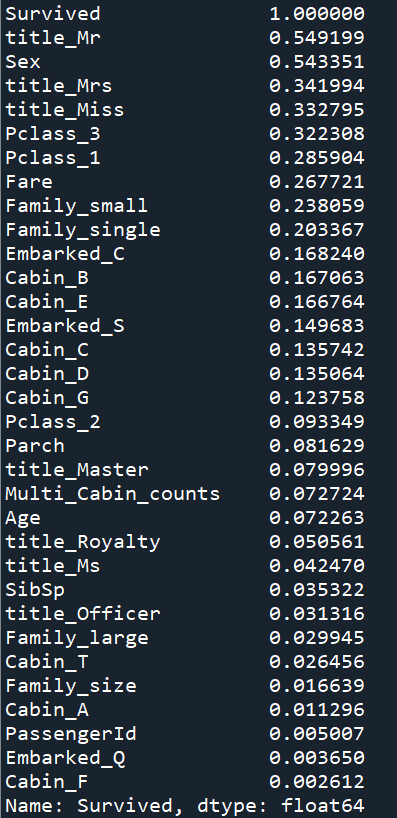 Survived 1.000000
title_Mr 0.549199
Sex 0.543351
title_Mrs 0.341994
title_Miss 0.332795
Pclass_3 0.322308
Pclass_1 0.285904
Fare 0.267721
Family_small 0.238059
Family_single 0.203367
Embarked_C 0.168240
Cabin_B 0.167063
Cabin_E 0.166764
Embarked_S 0.149683
Cabin_C 0.135742
Cabin_D 0.135064
Cabin_G 0.123758
Pclass_2 0.093349
Parch 0.081629
title_Master 0.079996
Multi_Cabin_counts 0.072724
Age 0.072263
title_Royalty 0.050561
title_Ms 0.042470
SibSp 0.035322
title_Officer 0.031316
Family_large 0.029945
Cabin_T 0.026456
Family_size 0.016639
Cabin_A 0.011296
PassengerId 0.005007
Embarked_Q 0.003650
Cabin_F 0.002612
Name: Survived, dtype: float64